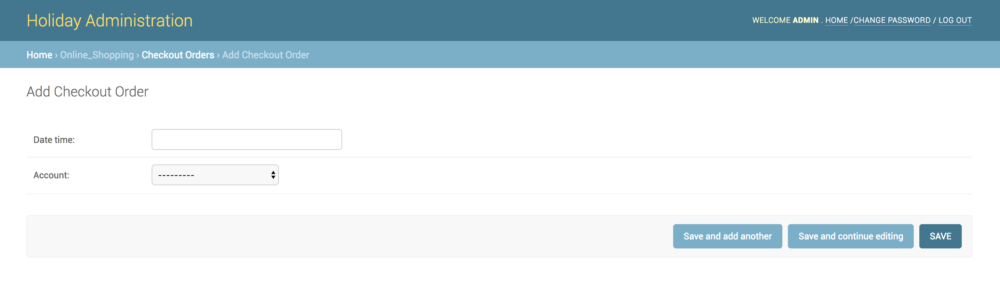 Holiday Administration
WELCOME ADMIN . HOME /CHANGE PASSWORD / LOG OUT
Home › Online_Shopping › Checkout Orders › Add Checkout Order
Add Checkout Order
Date time:
Account:
---------
Save and add another
Save and continue editing
SAVE